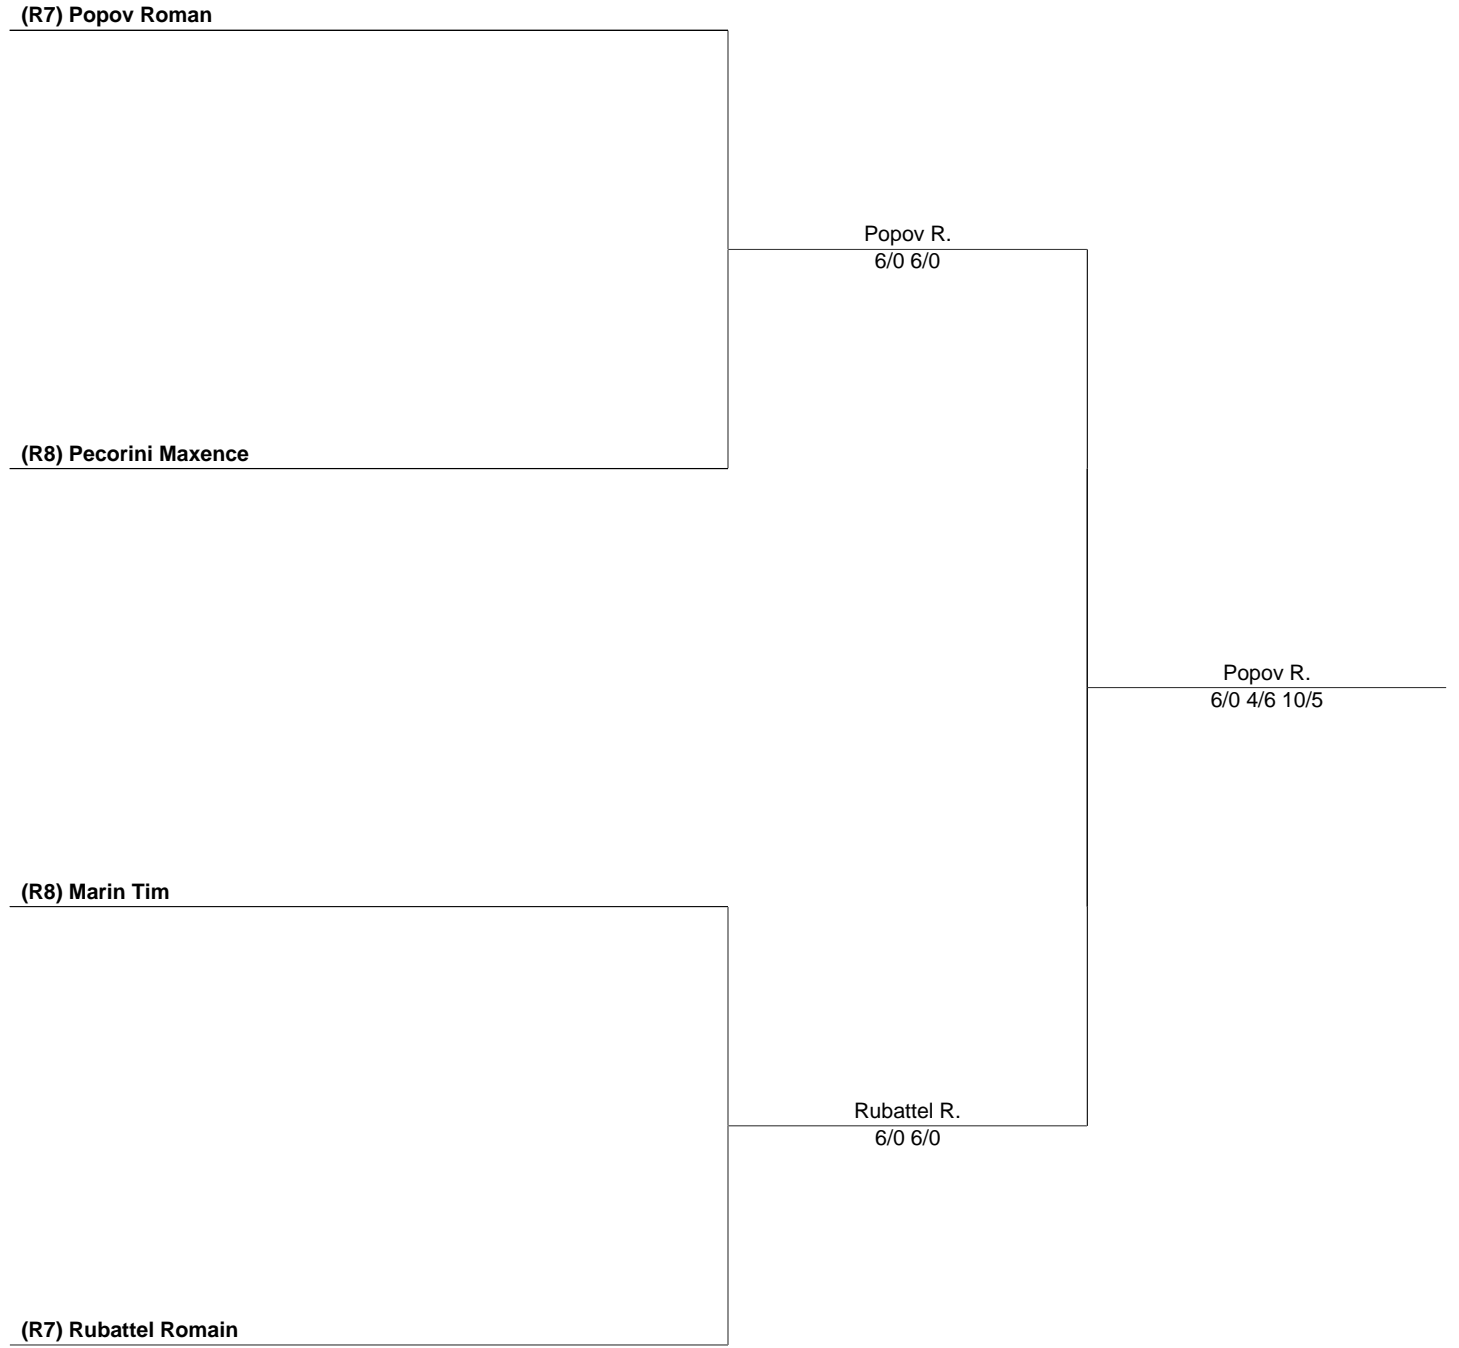 (R7) Popov Roman
Popov R.
6/0 6/0
(R8) Pecorini Maxence
Popov R.
6/0 4/6 10/5
(R8) Marin Tim
Rubattel R.
6/0 6/0
(R7) Rubattel Romain